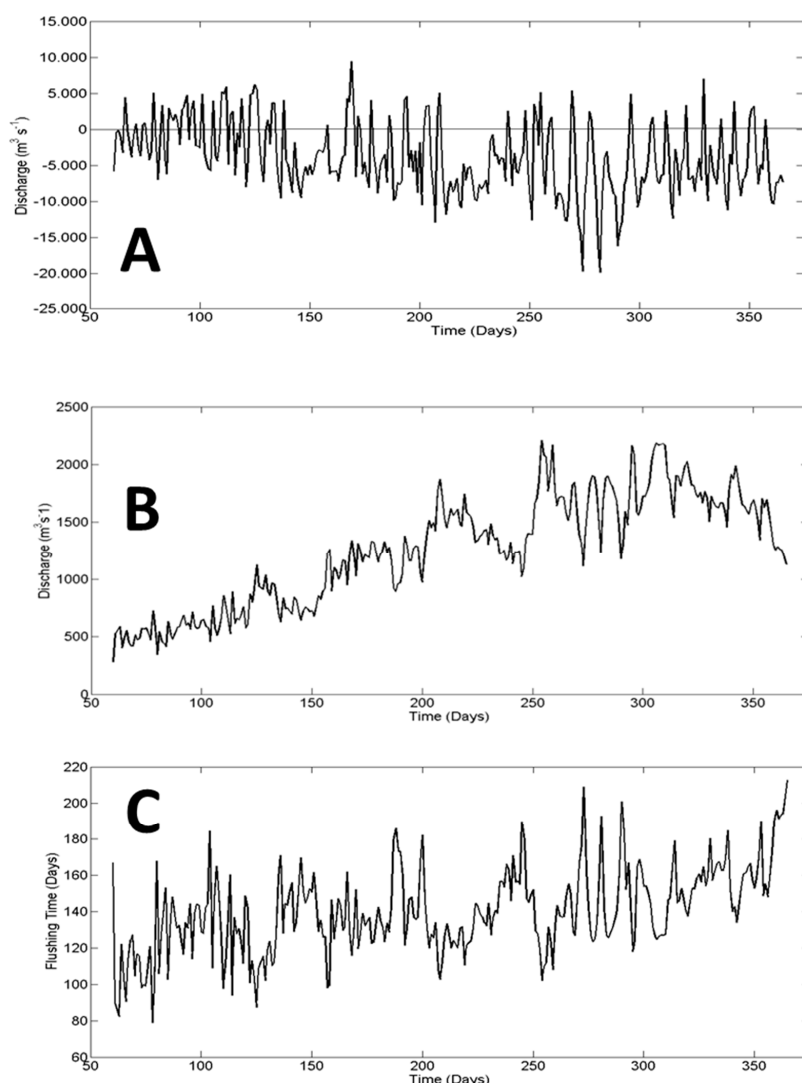 15.000
10.000
5.000
0
-5.000
-10.000
-15.000
-20.000
-25.000
Discharge (m³ s⁻¹)
A
50 100 150 200 250 300 350
Time (Days)
2500
2000
1500
1000
500
0
Discharge (m³s⁻1)
B
50 100 150 200 250 300 350
Time (Days)
220
200
180
160
140
120
100
80
60
Flushing Time (Days)
C
50 100 150 200 250 300 350
Time (Days)